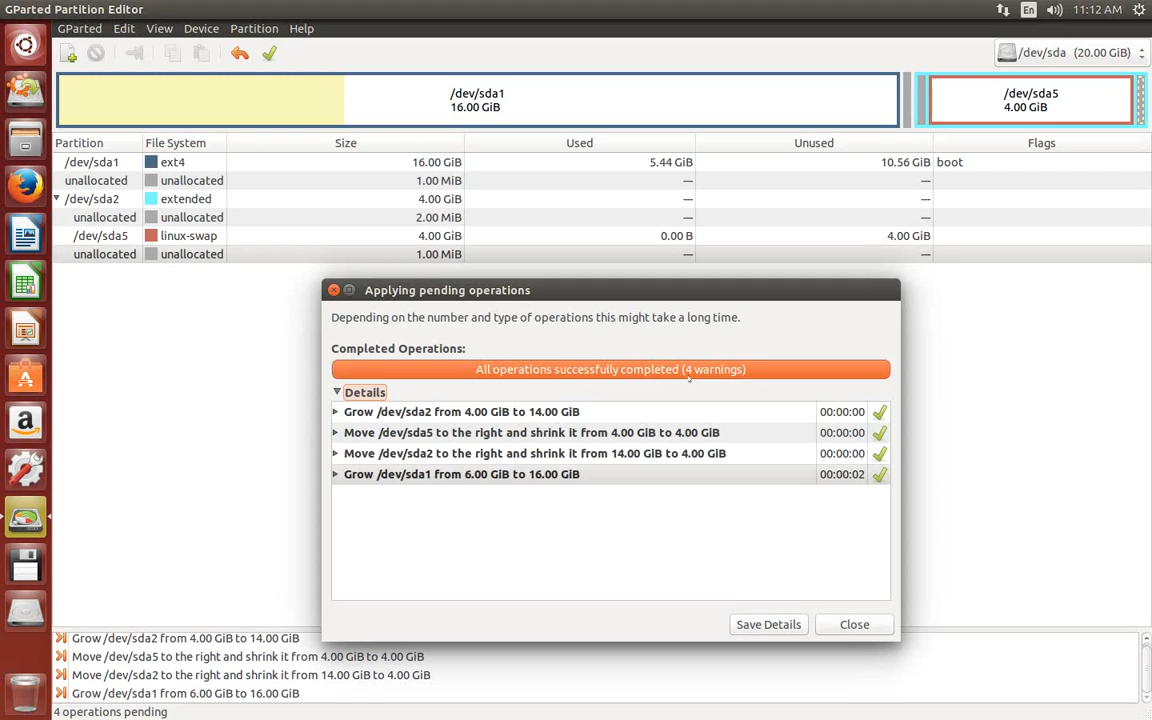 GParted Partition Editor
En
11:12 AM
GParted Edit View Device Partition Help
/dev/sda (20.00 GiB)
/dev/sda1
16.00 GiB
/dev/sda5
4.00 GiB
Partition File System Size Used Unused Flags
/dev/sda1 ext4 16.00 GiB 5.44 GiB 10.56 GiB boot
unallocated unallocated 1.00 MiB — —
/dev/sda2 extended 4.00 GiB — —
unallocated unallocated 2.00 MiB — —
/dev/sda5 linux-swap 4.00 GiB 0.00 B 4.00 GiB
unallocated unallocated 1.00 MiB — —
Applying pending operations
Depending on the number and type of operations this might take a long time.
Completed Operations:
All operations successfully completed (4 warnings)
Details
Grow /dev/sda2 from 4.00 GiB to 14.00 GiB 00:00:00
Move /dev/sda5 to the right and shrink it from 4.00 GiB to 4.00 GiB 00:00:00
Move /dev/sda2 to the right and shrink it from 14.00 GiB to 4.00 GiB 00:00:00
Grow /dev/sda1 from 6.00 GiB to 16.00 GiB 00:00:02
Save Details Close
Grow /dev/sda2 from 4.00 GiB to 14.00 GiB
Move /dev/sda5 to the right and shrink it from 4.00 GiB to 4.00 GiB
Move /dev/sda2 to the right and shrink it from 14.00 GiB to 4.00 GiB
Grow /dev/sda1 from 6.00 GiB to 16.00 GiB
4 operations pending